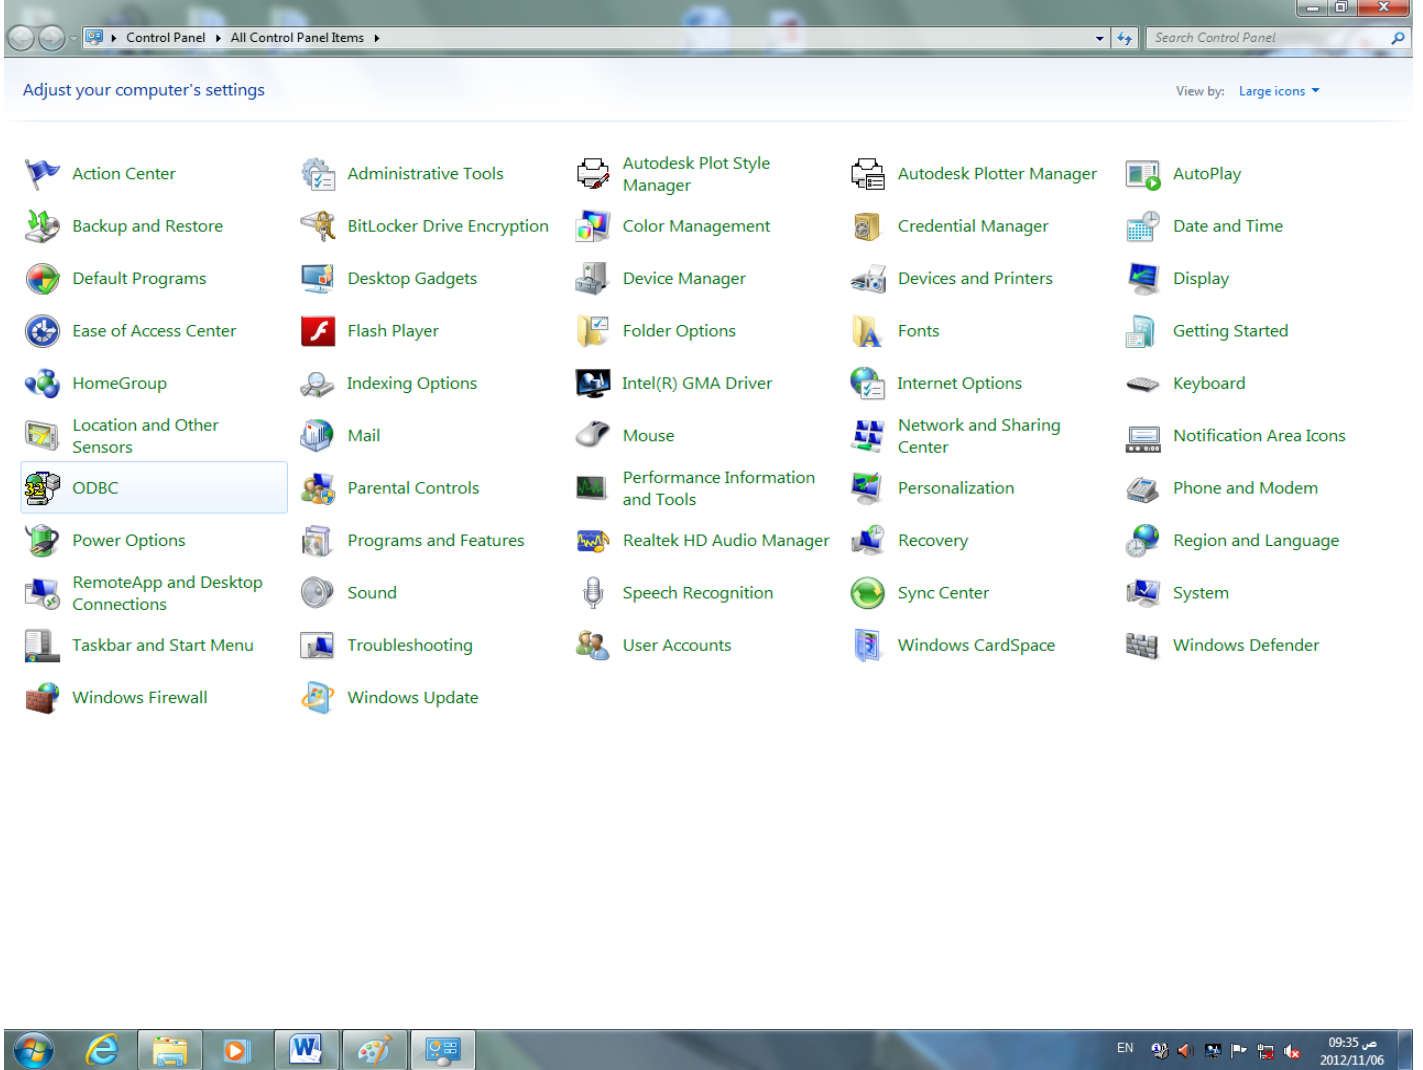 Control Panel
All Control Panel Items
Search Control Panel
Adjust your computer's settings
View by:
Large icons
Action Center
Administrative Tools
Autodesk Plot Style
Manager
Autodesk Plotter Manager
AutoPlay
Backup and Restore
BitLocker Drive Encryption
Color Management
Credential Manager
Date and Time
Default Programs
Desktop Gadgets
Device Manager
Devices and Printers
Display
Ease of Access Center
Flash Player
Folder Options
Fonts
Getting Started
HomeGroup
Indexing Options
Intel(R) GMA Driver
Internet Options
Keyboard
Location and Other
Sensors
Mail
Mouse
Network and Sharing
Center
Notification Area Icons
32
ODBC
Parental Controls
Performance Information
and Tools
Personalization
Phone and Modem
Power Options
Programs and Features
Realtek HD Audio Manager
Recovery
Region and Language
RemoteApp and Desktop
Connections
Sound
Speech Recognition
Sync Center
System
Taskbar and Start Menu
Troubleshooting
User Accounts
Windows CardSpace
Windows Defender
Windows Firewall
Windows Update
W
EN
09:35 ص
2012/11/06